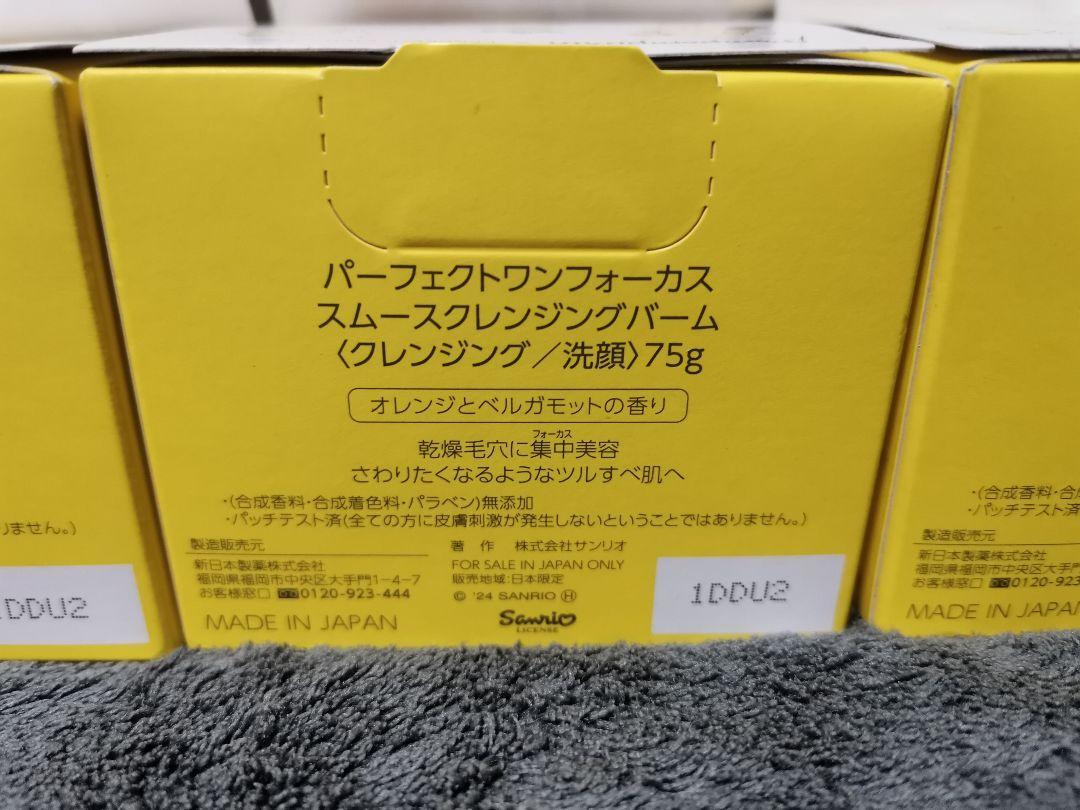 パーフェクトワンフォーカス
スムースクレンジングバーム
〈クレンジング／洗顔〉75g
オレンジとベルガモットの香り
フォーカス
乾燥毛穴に集中美容
さわりたくなるようなツルすべ肌へ
・(合成香料・合成着色料・パラベン)無添加
・パッチテスト済(全ての方に皮膚刺激が発生しないということではありません。)
製造販売元
新日本製薬株式会社
福岡県福岡市中央区大手門1-4-7
お客様窓口 0120-923-444
MADE IN JAPAN
著 作 株式会社サンリオ
FOR SALE IN JAPAN ONLY
販売地域:日本限定
© '24 SANRIO Ⓗ
Sanrio
LICENSE
1DDU2
りません。)
1DDU2
・(合成香料・合
・パッチテスト済
製造販売元
新日本製薬株式会社
福岡県福岡市中央区大手門
お客様窓口 0120-923
MADE IN JAPAN